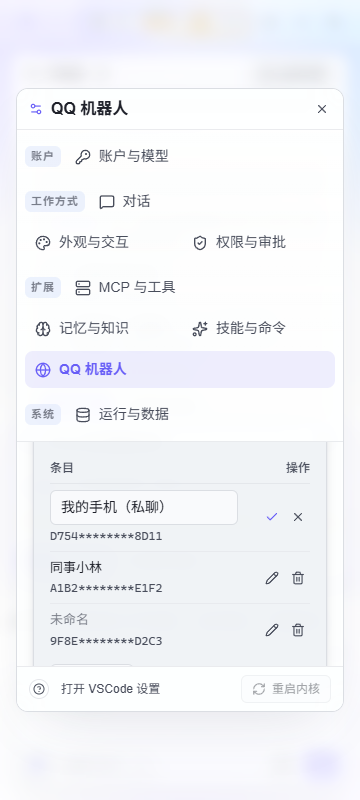 QQ 机器人
账户 账户与模型
工作方式 对话
外观与交互 权限与审批
扩展 MCP 与工具
记忆与知识 技能与命令
QQ 机器人
系统 运行与数据
条目 操作
我的手机（私聊）
D754********8D11
同事小林
A1B2********E1F2
未命名
9F8E********D2C3
打开 VSCode 设置 重启内核